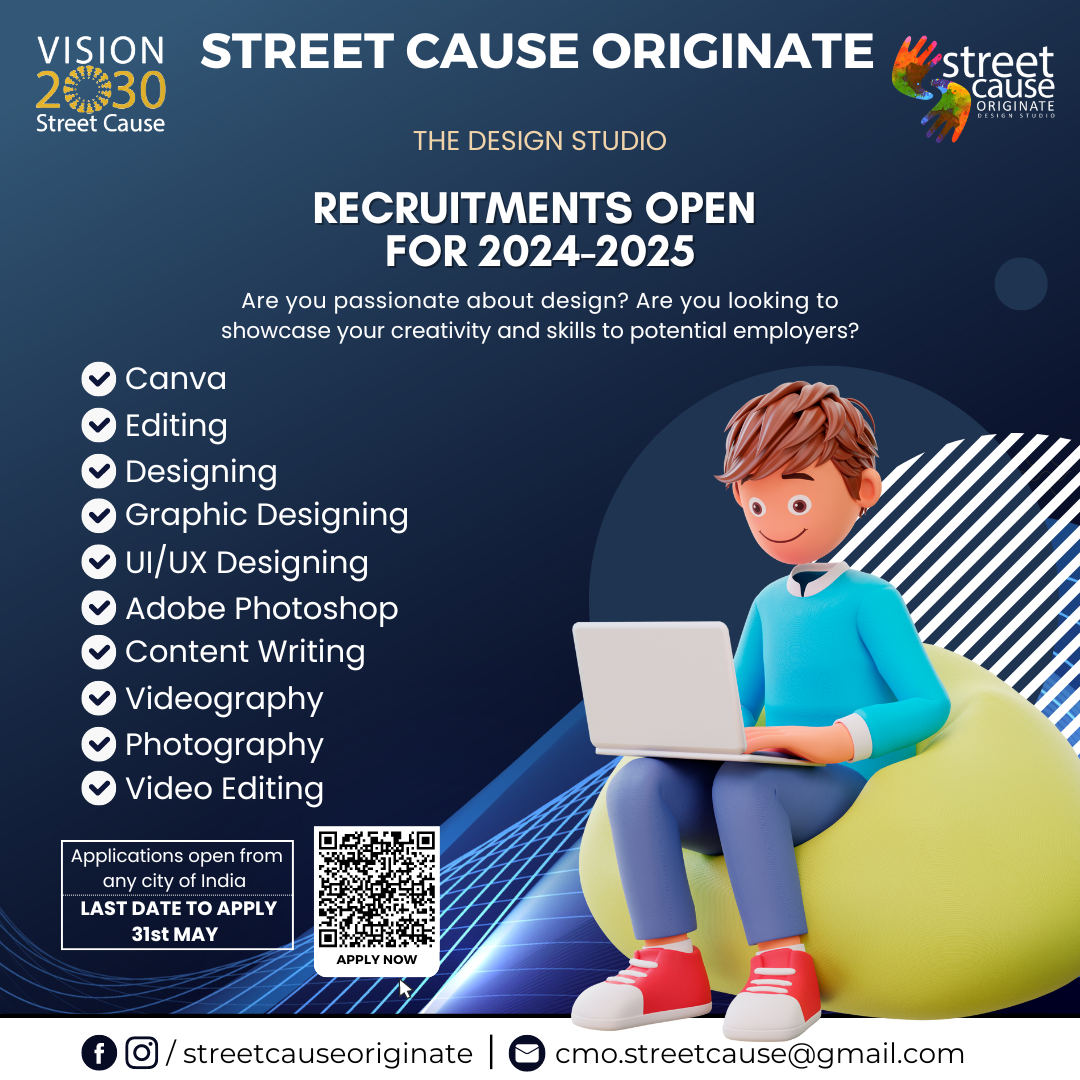 VISION
2030
Street Cause
STREET CAUSE ORIGINATE
street
cause
ORIGINATE
DESIGN STUDIO
THE DESIGN STUDIO
RECRUITMENTS OPEN
FOR 2024-2025
Are you passionate about design? Are you looking to
showcase your creativity and skills to potential employers?
Canva
Editing
Designing
Graphic Designing
UI/UX Designing
Adobe Photoshop
Content Writing
Videography
Photography
Video Editing
Applications open from
any city of India
LAST DATE TO APPLY
31st MAY
APPLY NOW
/ streetcauseoriginate | cmo.streetcause@gmail.com